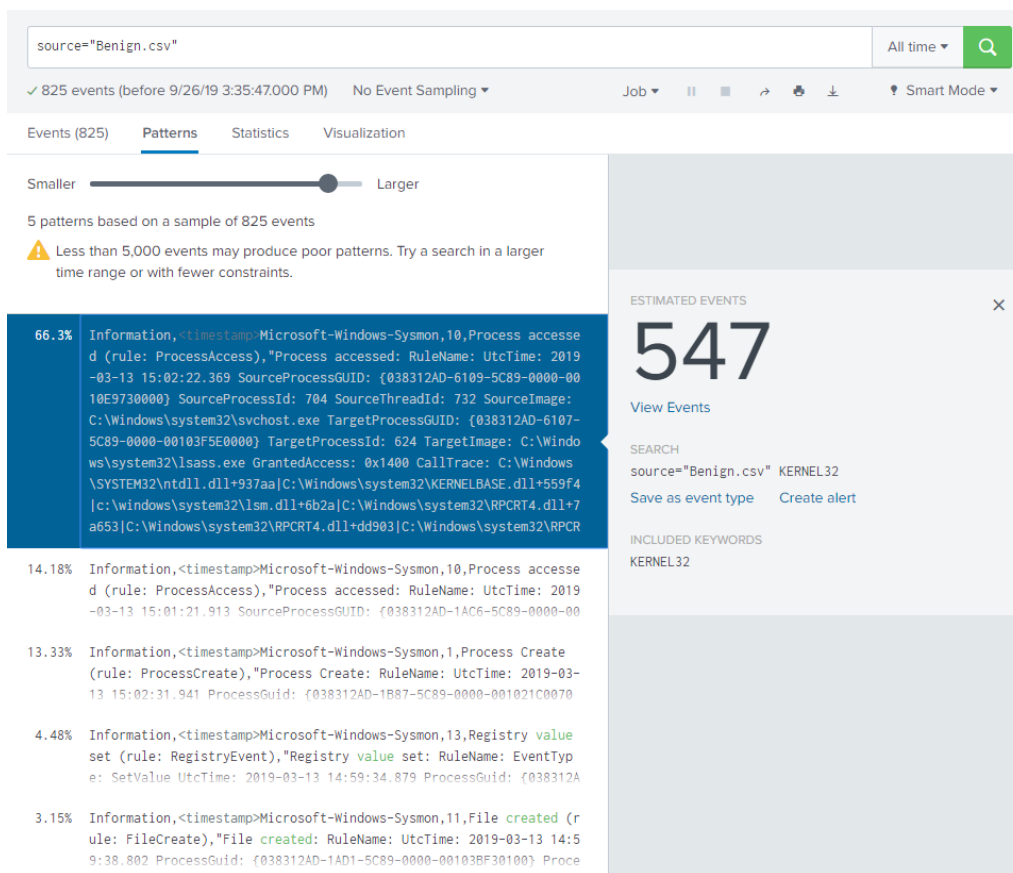 source="Benign.csv"
All time
825 events (before 9/26/19 3:35:47.000 PM)
No Event Sampling
Job
Smart Mode
Events (825)
Patterns
Statistics
Visualization
Smaller
Larger
5 patterns based on a sample of 825 events
Less than 5,000 events may produce poor patterns. Try a search in a larger
time range or with fewer constraints.
66.3%
Information,<timestamp>Microsoft-Windows-Sysmon,10,Process accesse
d (rule: ProcessAccess),"Process accessed: RuleName: UtcTime: 2019
-03-13 15:02:22.369 SourceProcessGUID: {038312AD-6109-5C89-0000-00
10E9730000} SourceProcessId: 704 SourceThreadId: 732 SourceImage:
C:\Windows\system32\svchost.exe TargetProcessGUID: {038312AD-6107-
5C89-0000-00103F5E0000} TargetProcessId: 624 TargetImage: C:\Windo
ws\system32\lsass.exe GrantedAccess: 0x1400 CallTrace: C:\Windows
\SYSTEM32\ntdll.dll+937aa|C:\Windows\system32\KERNELBASE.dll+559f4
|c:\windows\system32\lsm.dll+6b2a|C:\Windows\system32\RPCRT4.dll+7
a653|C:\Windows\system32\RPCRT4.dll+dd903|C:\Windows\system32\RPCR
14.18%
Information,<timestamp>Microsoft-Windows-Sysmon,10,Process accesse
d (rule: ProcessAccess),"Process accessed: RuleName: UtcTime: 2019
-03-13 15:01:21.913 SourceProcessGUID: {038312AD-1AC6-5C89-0000-00
13.33%
Information,<timestamp>Microsoft-Windows-Sysmon,1,Process Create
(rule: ProcessCreate),"Process Create: RuleName: UtcTime: 2019-03-
13 15:02:31.941 ProcessGuid: {038312AD-1B87-5C89-0000-001021C0070
4.48%
Information,<timestamp>Microsoft-Windows-Sysmon,13,Registry value
set (rule: RegistryEvent),"Registry value set: RuleName: EventTyp
e: SetValue UtcTime: 2019-03-13 14:59:34.879 ProcessGuid: {038312A
3.15%
Information,<timestamp>Microsoft-Windows-Sysmon,11,File created (r
ule: FileCreate),"File created: RuleName: UtcTime: 2019-03-13 14:5
9:38.802 ProcessGuid: {038312AD-1AD1-5C89-0000-00103BF30100} Proce
ESTIMATED EVENTS
547
View Events
SEARCH
source="Benign.csv" KERNEL32
Save as event type
Create alert
INCLUDED KEYWORDS
KERNEL32